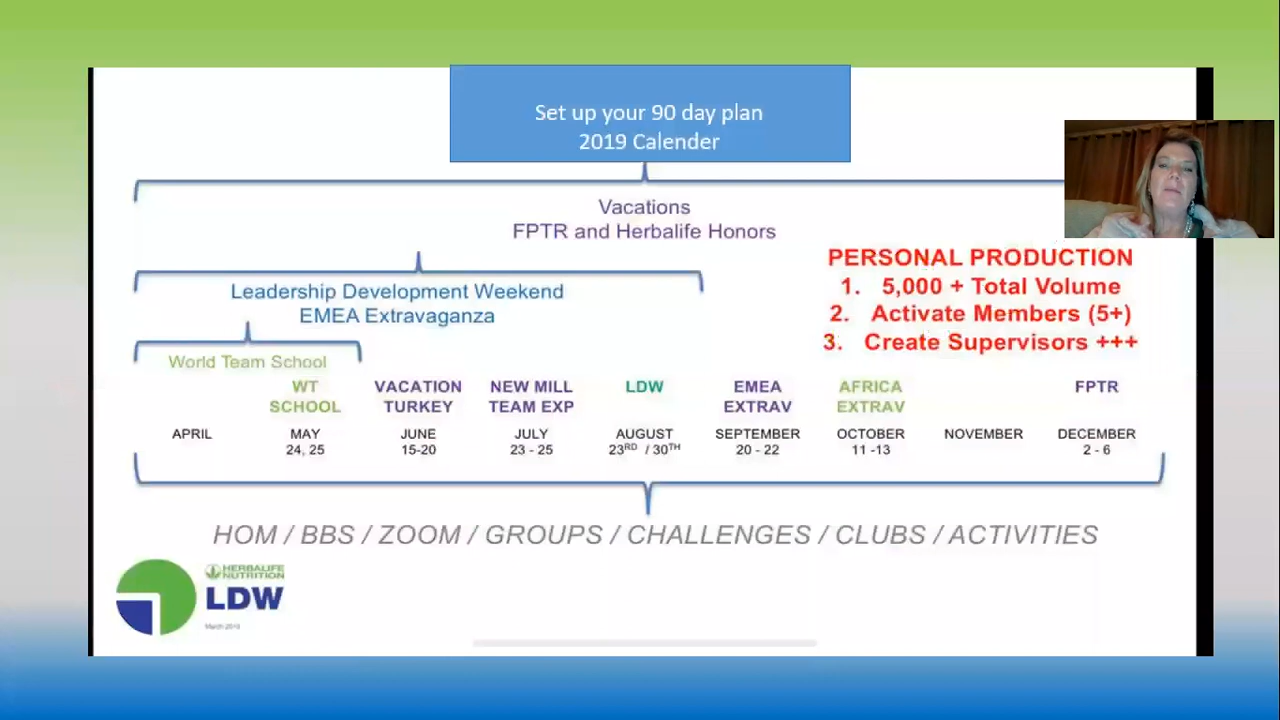 Set up your 90 day plan
2019 Calender
Vacations
FPTR and Herbalife Honors
PERSONAL PRODUCTION
1. 5,000 + Total Volume
2. Activate Members (5+)
3. Create Supervisors +++
Leadership Development Weekend
EMEA Extravaganza
World Team School
WT SCHOOL
VACATION TURKEY
NEW MILL TEAM EXP
LDW
EMEA EXTRAV
AFRICA EXTRAV
FPTR
APRIL
MAY
JUNE
JULY
AUGUST
SEPTEMBER
OCTOBER
NOVEMBER
DECEMBER
24, 25
15-20
23 - 25
23RD / 30TH
20 - 22
11 -13
2 - 6
HOM / BBS / ZOOM / GROUPS / CHALLENGES / CLUBS / ACTIVITIES
HERBALIFE
NUTRITION
LDW
March 2019